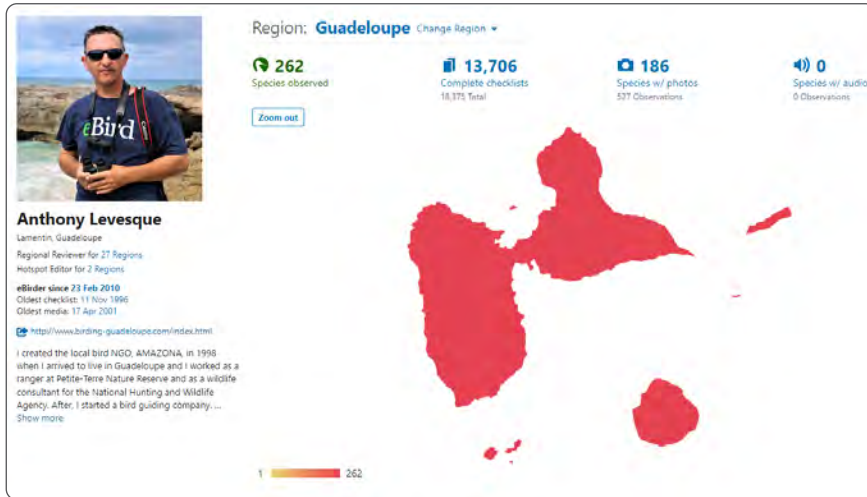 eBird
Anthony Levesque
Lamentin, Guadeloupe
Regional Reviewer for 27 Regions
Hotspot Editor for 2 Regions
eBirder since 23 Feb 2010
Oldest checklist: 11 Nov 1996
Oldest media: 17 Apr 2001
http://www.birding-guadeloupe.com/index.html
I created the local bird NGO, AMAZONA, in 1998
when I arrived to live in Guadeloupe and I worked as a
ranger at Petite-Terre Nature Reserve and as a wildlife
consultant for the National Hunting and Wildlife
Agency. After, I started a bird guiding company, ...
Show more
Region: Guadeloupe Change Region
262
Species observed
13,706
Complete checklists
18,375 Total
186
Species w/ photos
527 Observations
0
Species w/ audio
0 Observations
Zoom out
1 262